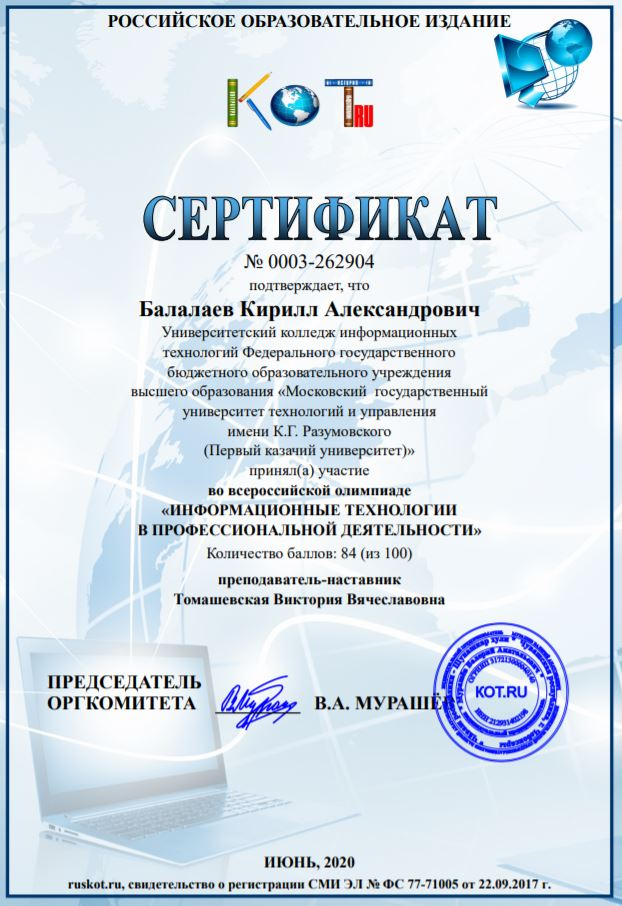 РОССИЙСКОЕ ОБРАЗОВАТЕЛЬНОЕ ИЗДАНИЕ
КОТ.RU
СЕРТИФИКАТ
№ 0003-262904
подтверждает, что
Балалаев Кирилл Александрович
Университетский колледж информационных
технологий Федерального государственного
бюджетного образовательного учреждения
высшего образования «Московский государственный
университет технологий и управления
имени К.Г. Разумовского
(Первый казачий университет)»
принял(а) участие
во всероссийской олимпиаде
«ИНФОРМАЦИОННЫЕ ТЕХНОЛОГИИ
В ПРОФЕССИОНАЛЬНОЙ ДЕЯТЕЛЬНОСТИ»
Количество баллов: 84 (из 100)
преподаватель-наставник
Томашевская Виктория Вячеславовна
ПРЕДСЕДАТЕЛЬ
ОРГКОМИТЕТА
В.А. МУРАШЁ
КОТ.RU
ИЮНЬ, 2020
ruskot.ru, свидетельство о регистрации СМИ ЭЛ № ФС 77-71005 от 22.09.2017 г.